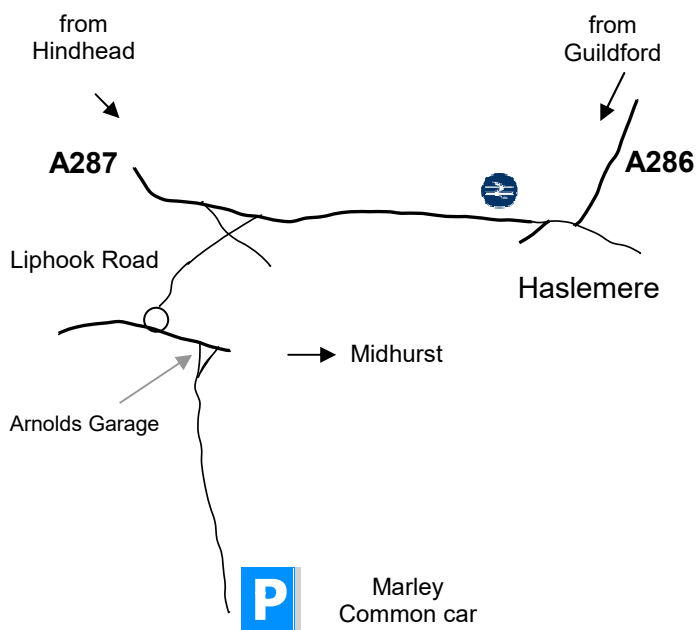 from
Hindhead
from
Guildford
A287
A286
Liphook Road
Haslemere
Midhurst
Arnolds Garage
P
Marley
Common car